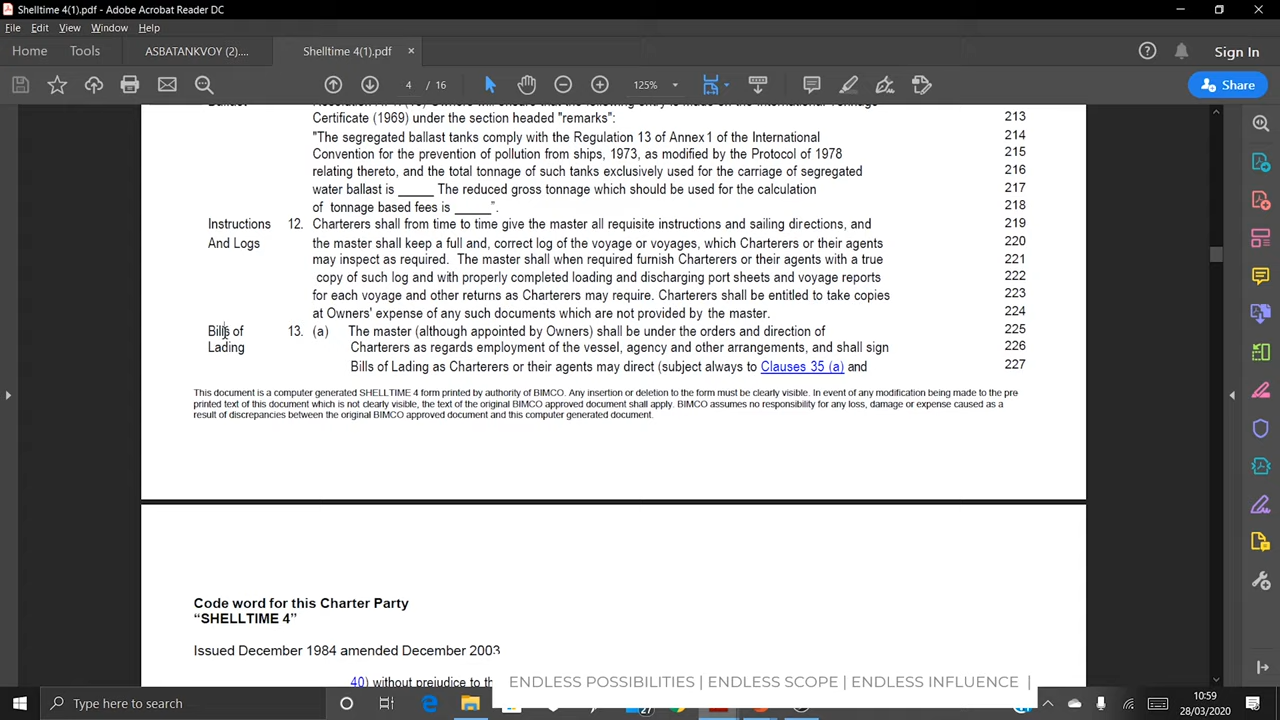 Shelltime 4(1).pdf - Adobe Acrobat Reader DC
File Edit View Window Help
Home Tools ASBATANKVOY (2).... Shelltime 4(1).pdf × Sign In
4 / 16 125% Share
Certificate (1969) under the section headed "remarks": 213
"The segregated ballast tanks comply with the Regulation 13 of Annex 1 of the International 214
Convention for the prevention of pollution from ships, 1973, as modified by the Protocol of 1978 215
relating thereto, and the total tonnage of such tanks exclusively used for the carriage of segregated 216
water ballast is _____ The reduced gross tonnage which should be used for the calculation 217
of tonnage based fees is _____". 218
Instructions 12. Charterers shall from time to time give the master all requisite instructions and sailing directions, and 219
And Logs the master shall keep a full and, correct log of the voyage or voyages, which Charterers or their agents 220
may inspect as required. The master shall when required furnish Charterers or their agents with a true 221
copy of such log and with properly completed loading and discharging port sheets and voyage reports 222
for each voyage and other returns as Charterers may require. Charterers shall be entitled to take copies 223
at Owners' expense of any such documents which are not provided by the master. 224
Bills of 13. (a) The master (although appointed by Owners) shall be under the orders and direction of 225
Lading Charterers as regards employment of the vessel, agency and other arrangements, and shall sign 226
Bills of Lading as Charterers or their agents may direct (subject always to Clauses 35 (a) and 227
This document is a computer generated SHELLTIME 4 form printed by authority of BIMCO. Any insertion or deletion to the form must be clearly visible. In event of any modification being made to the pre
printed text of this document which is not clearly visible, the text of the original BIMCO approved document shall apply. BIMCO assumes no responsibility for any loss, damage or expense caused as a
result of discrepancies between the original BIMCO approved document and this computer generated document.
Code word for this Charter Party
"SHELLTIME 4"
Issued December 1984 amended December 2003
40) without prejudice to th
ENDLESS POSSIBILITIES | ENDLESS SCOPE | ENDLESS INFLUENCE |
Type here to search 27 10:59
28/03/2020